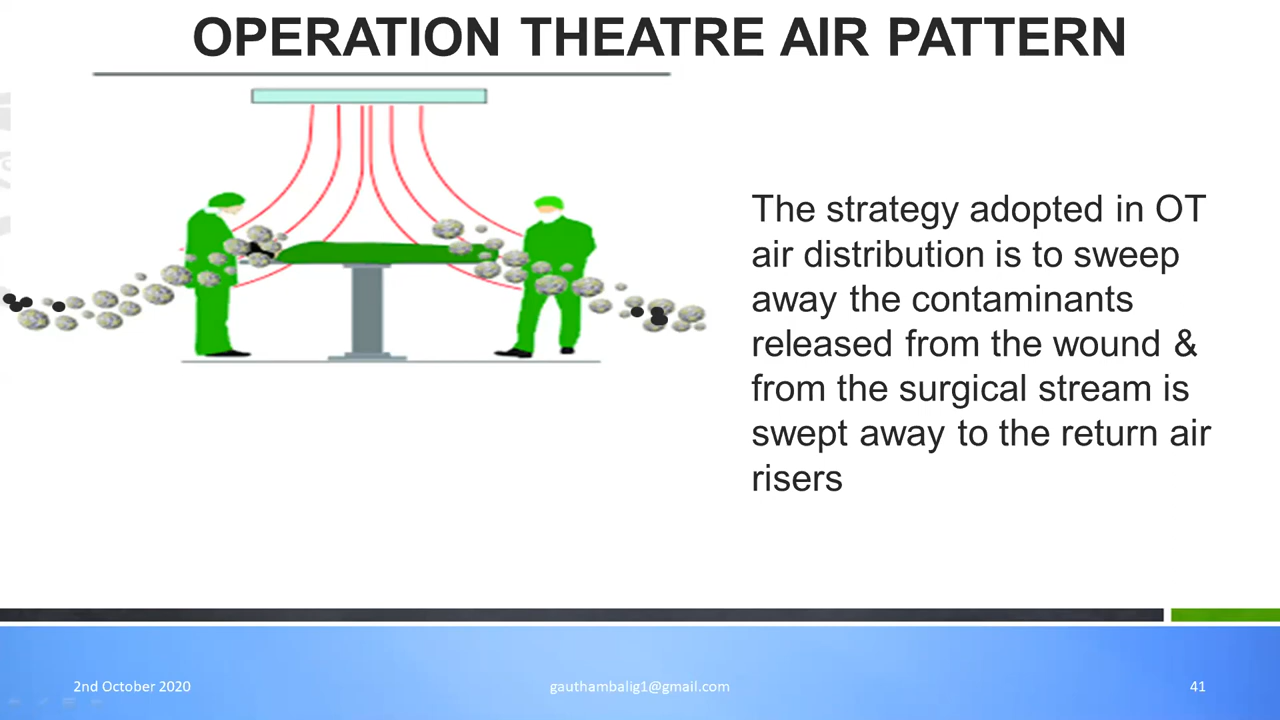 OPERATION THEATRE AIR PATTERN
The strategy adopted in OT
air distribution is to sweep
away the contaminants
released from the wound &
from the surgical stream is
swept away to the return air
risers
2nd October 2020
gauthambalig1@gmail.com
41